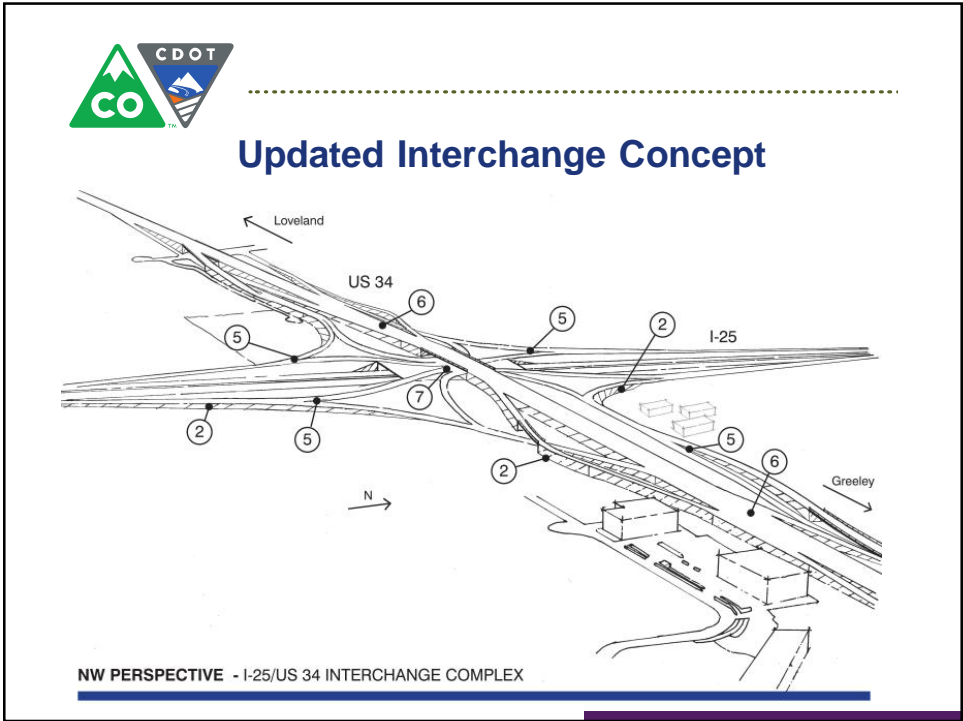 CDOT
CO
TM
Updated Interchange Concept
Loveland
US 34
6
5
2
I-25
5
7
2
5
5
6
2
Greeley
N
NW PERSPECTIVE - I-25/US 34 INTERCHANGE COMPLEX